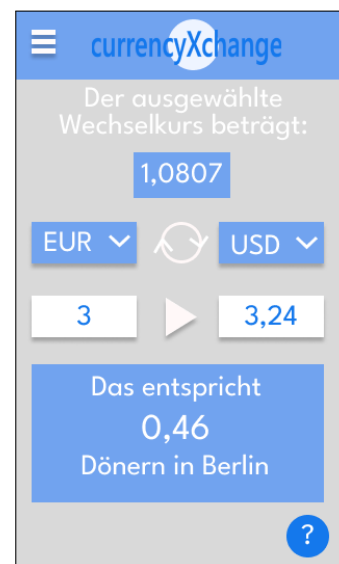 currencyXchange
Der ausgewählte
Wechselkurs beträgt:
1,0807
EUR USD
3 3,24
Das entspricht
0,46
Dönern in Berlin
?